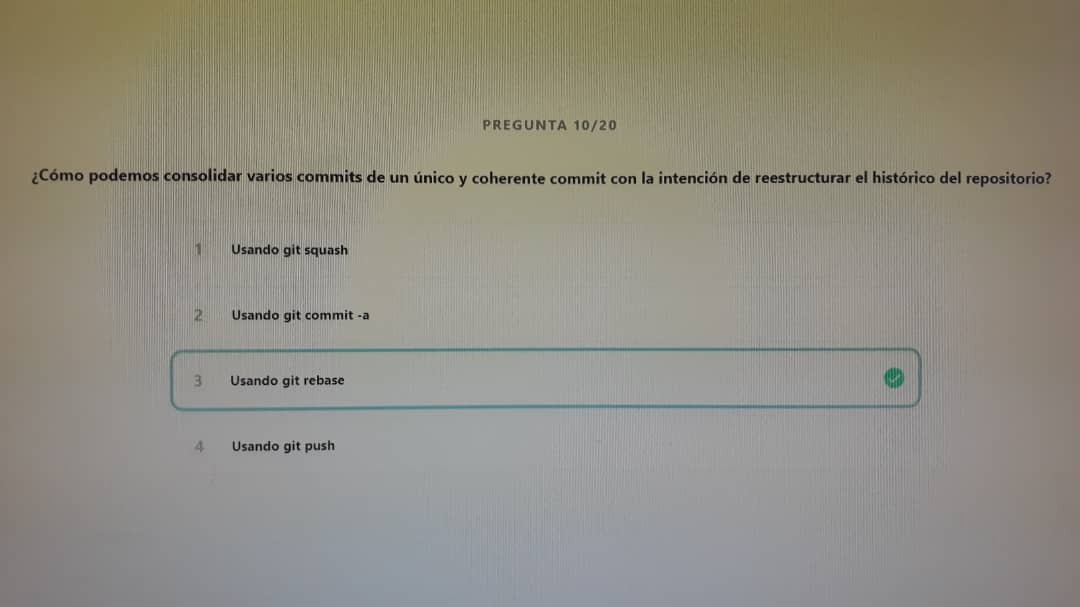 PREGUNTA 10/20
¿Cómo podemos consolidar varios commits de un único y coherente commit con la intención de reestructurar el histórico del repositorio?
1 Usando git squash
2 Usando git commit -a
3 Usando git rebase
4 Usando git push